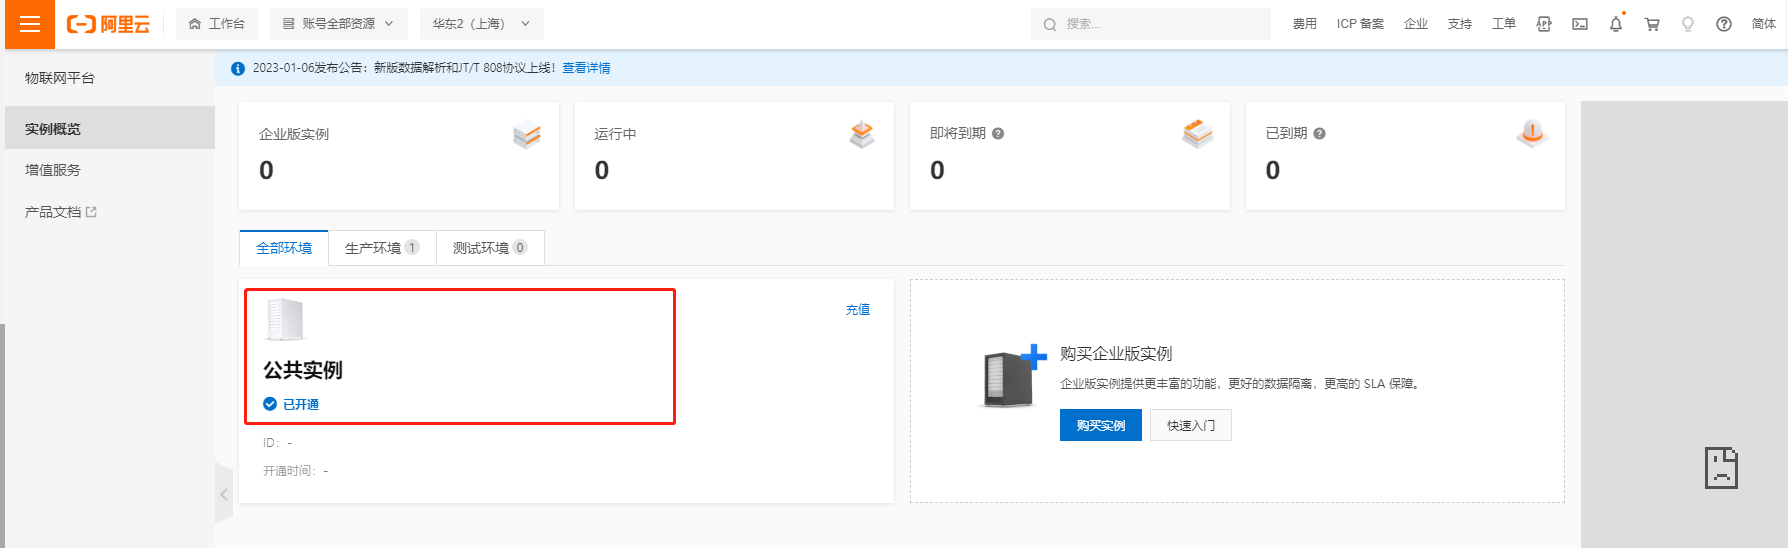 阿里云
工作台
账号全部资源
华东2（上海）
搜索...
费用
ICP 备案
企业
支持
工单
简体
物联网平台
实例概览
增值服务
产品文档
2023-01-06发布公告：新版数据解析和JT/T 808协议上线！查看详情
企业版实例
0
运行中
0
即将到期
0
已到期
0
全部环境
生产环境 1
测试环境 0
充值
公共实例
已开通
ID： -
开通时间： -
购买企业版实例
企业版实例提供更丰富的功能，更好的数据隔离，更高的 SLA 保障。
购买实例
快速入门